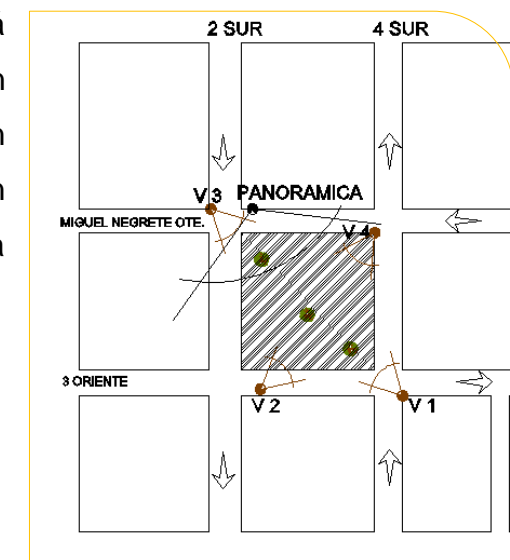 2 SUR 4 SUR
V 3 PANORAMICA
MIGUEL NEGRETE OTE.
V 4
3 ORIENTE
V 2 V 1